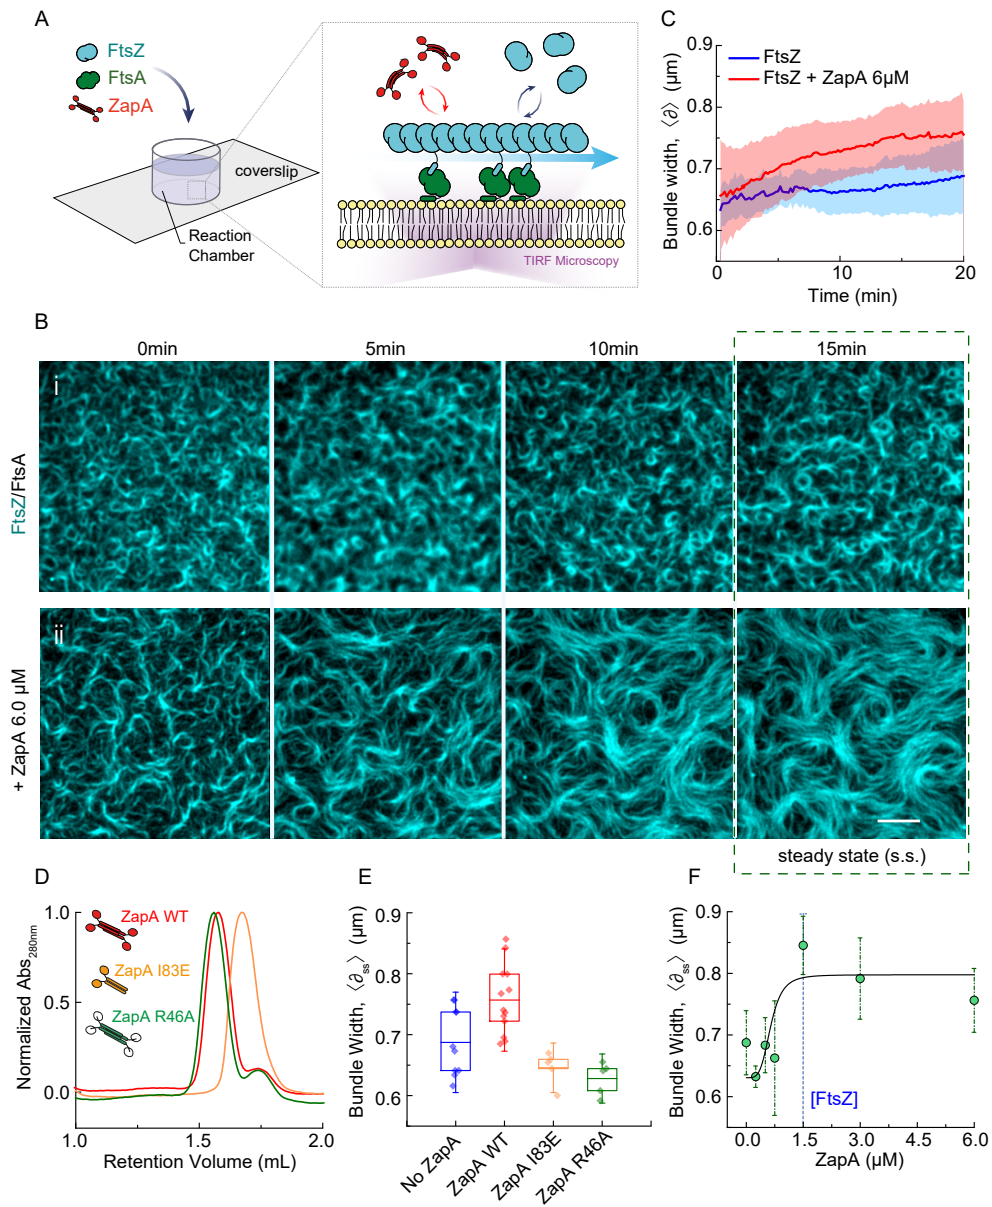 A
FtsZ
FtsA
ZapA
coverslip
Reaction
Chamber
TIRF Microscopy
C
Bundle width, ⟨∂⟩ (μm)
0.9
0.8
0.7
0.6
FtsZ
FtsZ + ZapA 6μM
0
10
20
Time (min)
B
0min
5min
10min
15min
i
FtsZ/FtsA
ii
+ ZapA 6.0 μM
steady state (s.s.)
D
Normalized Abs280nm
1.0
0.5
0.0
ZapA WT
ZapA I83E
ZapA R46A
1.0
1.5
2.0
Retention Volume (mL)
E
Bundle Width, ⟨∂ss⟩ (μm)
0.9
0.8
0.7
0.6
No ZapA
ZapA WT
ZapA I83E
ZapA R46A
F
Bundle Width, ⟨∂ss⟩ (μm)
0.9
0.8
0.7
0.6
[FtsZ]
0.0
1.5
3.0
4.5
6.0
ZapA (μM)